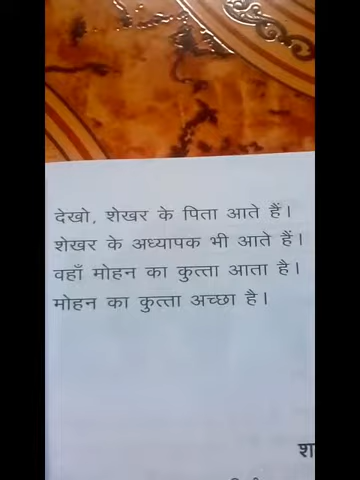 देखो, शेखर के पिता आते हैं।
शेखर के अध्यापक भी आते हैं।
वहाँ मोहन का कुत्ता आता है।
मोहन का कुत्ता अच्छा है।